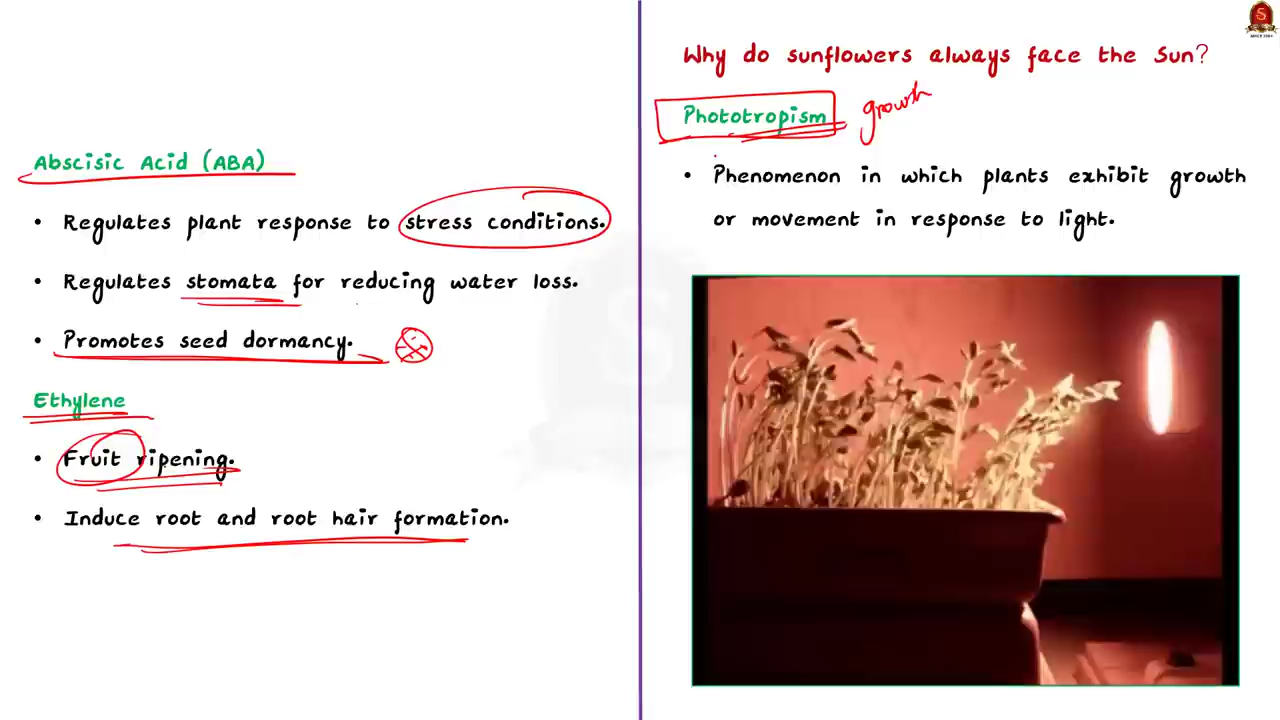 Abscisic Acid (ABA)
• Regulates plant response to stress conditions.
• Regulates stomata for reducing water loss.
• Promotes seed dormancy.
Ethylene
• Fruit ripening.
• Induce root and root hair formation.
Why do sunflowers always face the Sun?
Phototropism growth
• Phenomenon in which plants exhibit growth
or movement in response to light.